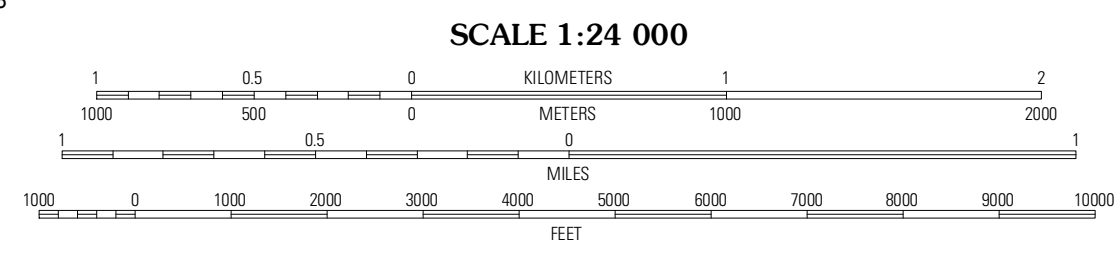 SCALE 1:24 000
1 0.5 0 KILOMETERS 1 2
1000 500 0 METERS 1000 2000
1 0.5 0 1
MILES
1000 0 1000 2000 3000 4000 5000 6000 7000 8000 9000 10000
FEET